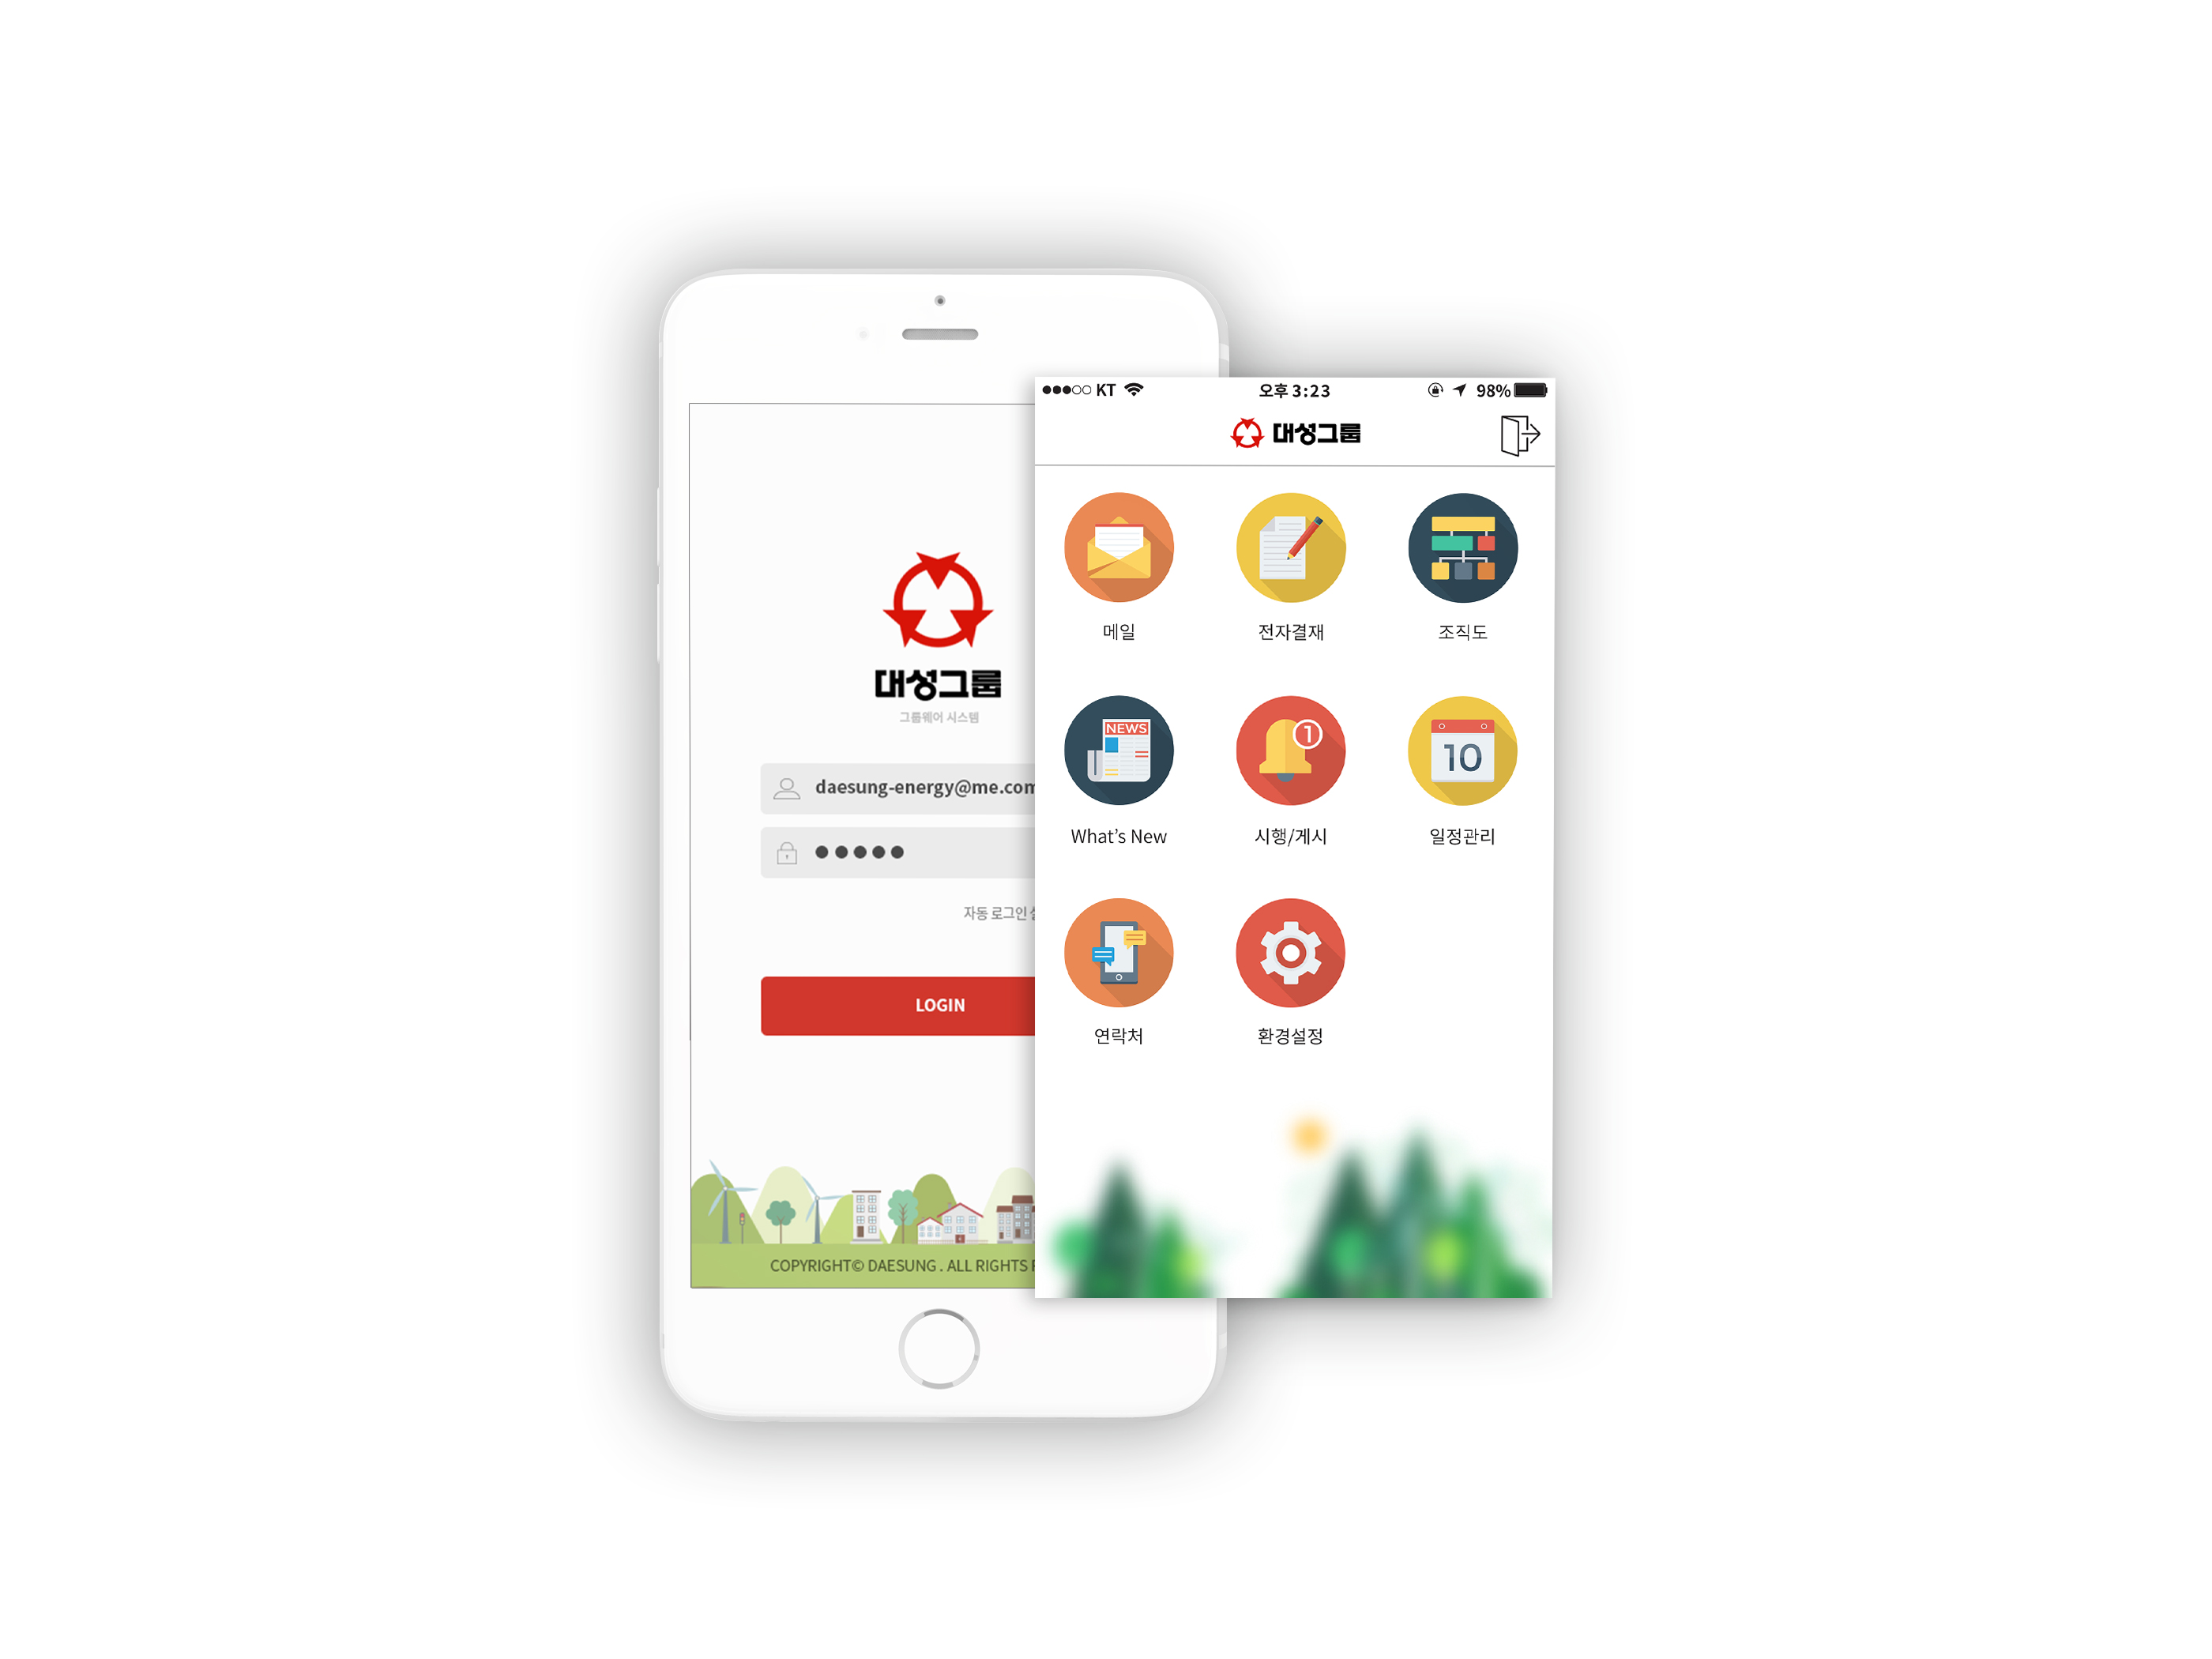 대성그룹
그룹웨어 시스템
daesung-energy@me.com
자동 로그인
LOGIN
COPYRIGHT© DAESUNG . ALL RIGHTS
KT 오후 3:23 98%
대성그룹
메일 전자결재 조직도
NEWS 1 10
What's New 시행/게시 일정관리
연락처 환경설정